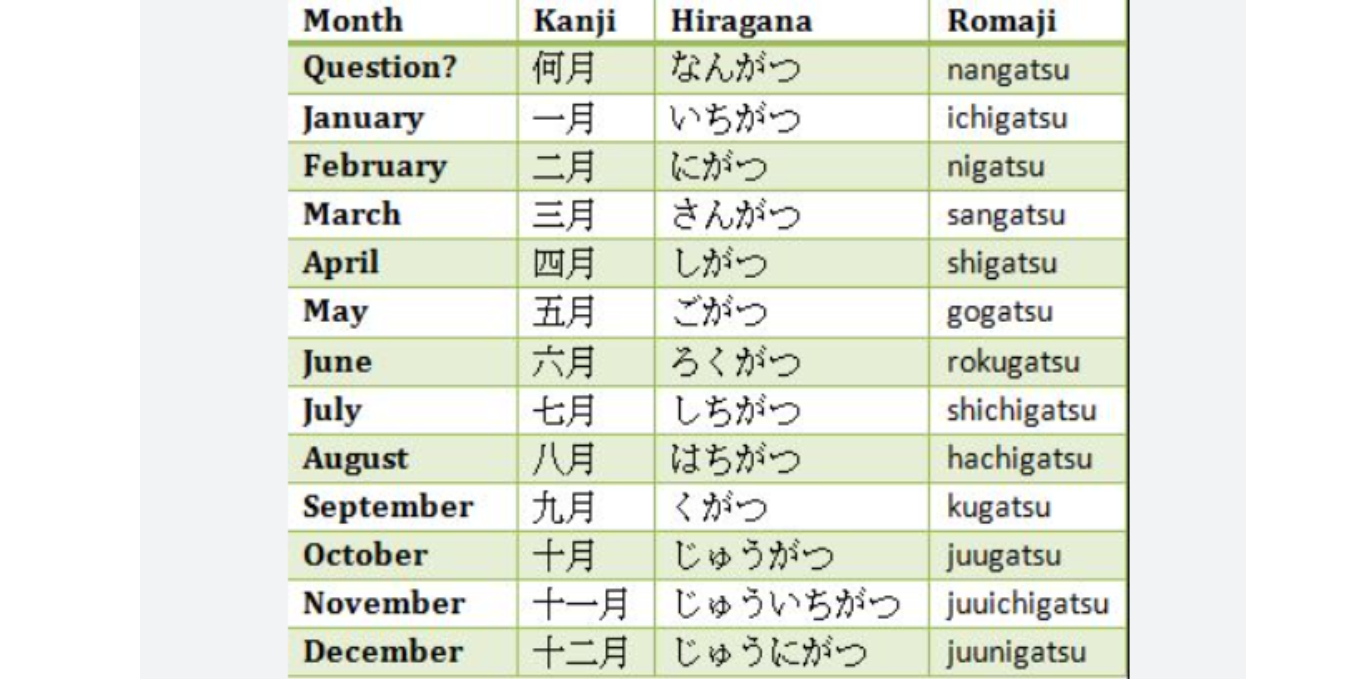 Month Kanji Hiragana Romaji
Question? 何月 なんがつ nangatsu
January 一月 いちがつ ichigatsu
February 二月 にがつ nigatsu
March 三月 さんがつ sangatsu
April 四月 しがつ shigatsu
May 五月 ごがつ gogatsu
June 六月 ろくがつ rokugatsu
July 七月 しちがつ shichigatsu
August 八月 はちがつ hachigatsu
September 九月 くがつ kugatsu
October 十月 じゅうがつ juugatsu
November 十一月 じゅういちがつ juuichigatsu
December 十二月 じゅうにがつ juunigatsu